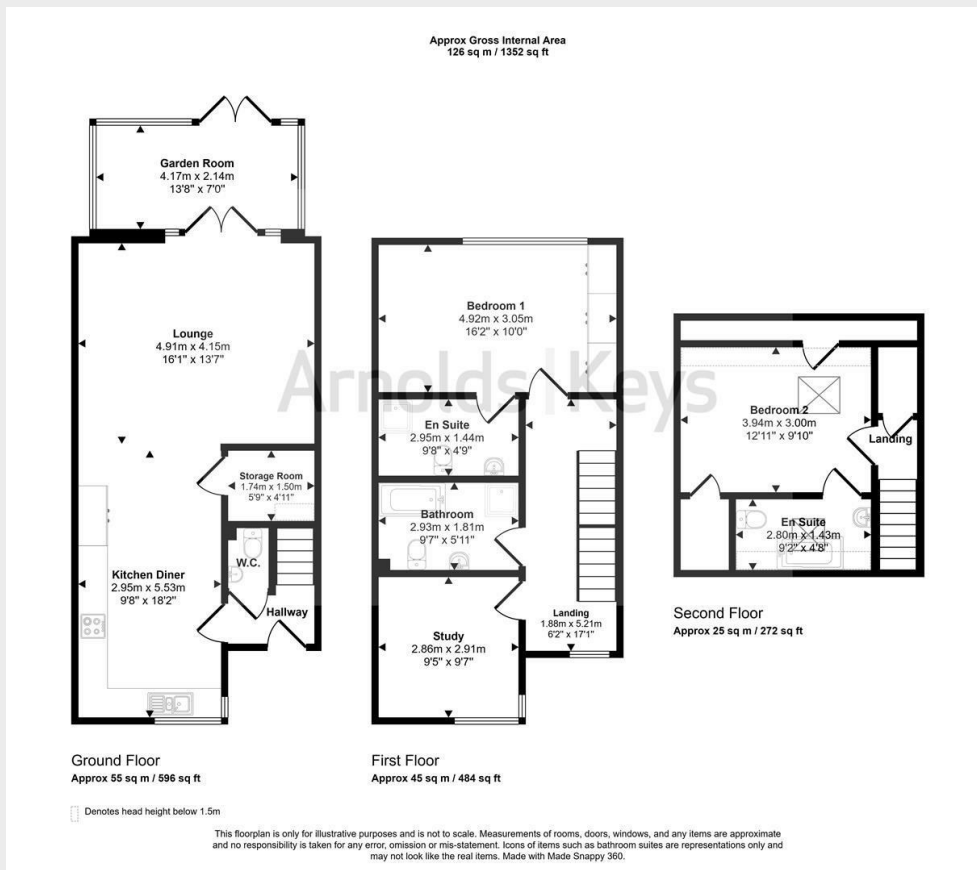 Approx Gross Internal Area
126 sq m / 1352 sq ft
Garden Room
4.17m x 2.14m
13'8" x 7'0"
Lounge
4.91m x 4.15m
16'1" x 13'7"
Storage Room
1.74m x 1.50m
5'9" x 4'11"
W.C.
Kitchen Diner
2.95m x 5.53m
9'8" x 18'2"
Hallway
Ground Floor
Approx 55 sq m / 596 sq ft
Bedroom 1
4.92m x 3.05m
16'2" x 10'0"
En Suite
2.95m x 1.44m
9'8" x 4'9"
Bathroom
2.93m x 1.81m
9'7" x 5'11"
Landing
1.88m x 5.21m
6'2" x 17'1"
Study
2.86m x 2.91m
9'5" x 9'7"
First Floor
Approx 45 sq m / 484 sq ft
Bedroom 2
3.94m x 3.00m
12'11" x 9'10"
Landing
En Suite
2.80m x 1.43m
9'2" x 4'8"
Second Floor
Approx 25 sq m / 272 sq ft
Arnolds | Keys
Denotes head height below 1.5m
This floorplan is only for illustrative purposes and is not to scale. Measurements of rooms, doors, windows, and any items are approximate
and no responsibility is taken for any error, omission or mis-statement. Icons of items such as bathroom suites are representations only and
may not look like the real items. Made with Made Snappy 360.